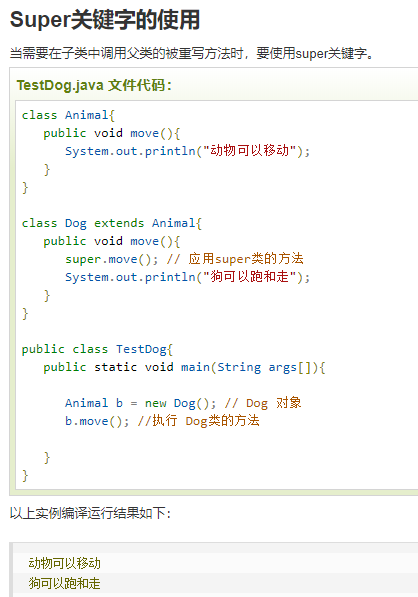 Super关键字的使用
当需要在子类中调用父类的被重写方法时，要使用super关键字。
TestDog.java 文件代码：
class Animal{
   public void move(){
      System.out.println("动物可以移动");
   }
}

class Dog extends Animal{
   public void move(){
      super.move(); // 应用super类的方法
      System.out.println("狗可以跑和走");
   }
}

public class TestDog{
   public static void main(String args[]){

      Animal b = new Dog(); // Dog 对象
      b.move(); //执行 Dog类的方法

   }
}
以上实例编译运行结果如下：
动物可以移动
狗可以跑和走